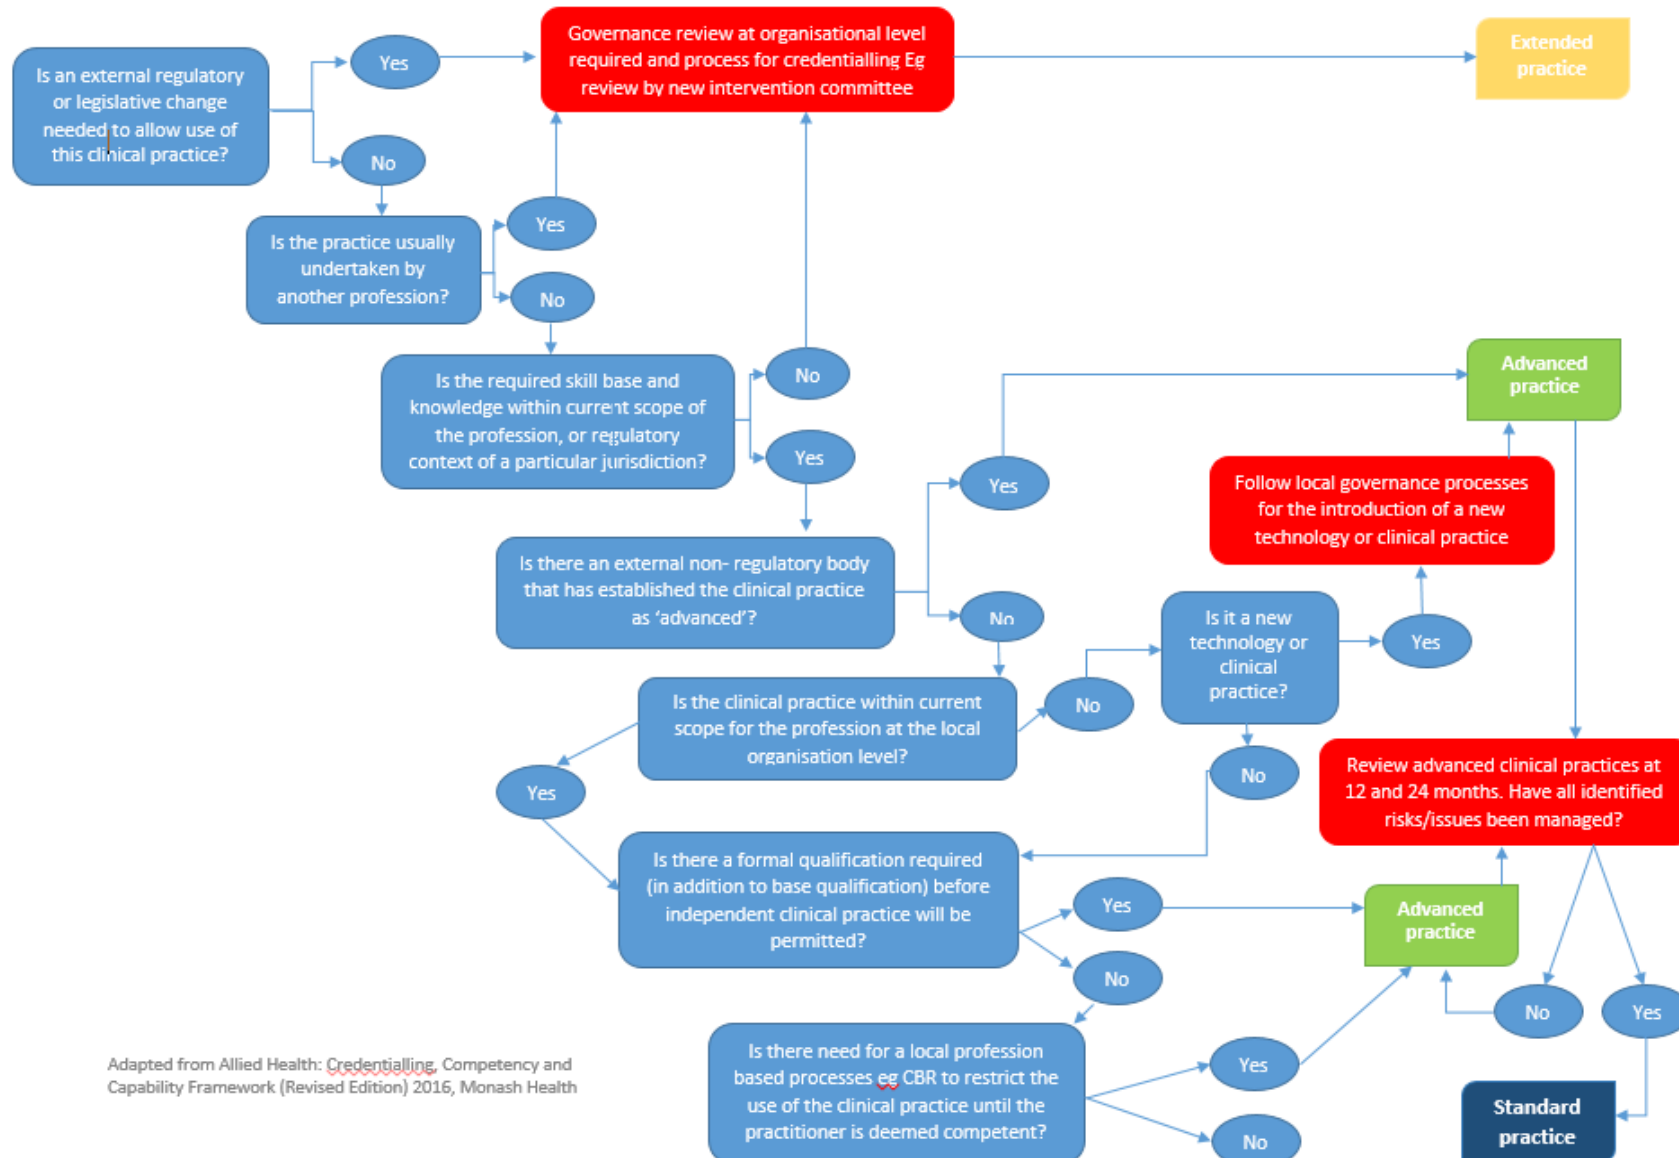 Is an external regulatory
or legislative change
needed to allow use of
this clinical practice?
Yes
No
Governance review at organisational level
required and process for credentialling Eg
review by new intervention committee
Extended
practice
Is the practice usually
undertaken by
another profession?
Yes
No
Is the required skill base and
knowledge within current scope of
the profession, or regulatory
context of a particular jurisdiction?
No
Yes
Is there an external non- regulatory body
that has established the clinical practice
as ‘advanced’?
Yes
No
Advanced
practice
Follow local governance processes
for the introduction of a new
technology or clinical practice
Is the clinical practice within current
scope for the profession at the local
organisation level?
No
Yes
Is it a new
technology or
clinical
practice?
Yes
No
Review advanced clinical practices at
12 and 24 months. Have all identified
risks/issues been managed?
Is there a formal qualification required
(in addition to base qualification) before
independent clinical practice will be
permitted?
Yes
No
Advanced
practice
No
Yes
Is there need for a local profession
based processes eg CBR to restrict the
use of the clinical practice until the
practitioner is deemed competent?
Yes
No
Standard
practice
Adapted from Allied Health: Credentialling, Competency and
Capability Framework (Revised Edition) 2016, Monash Health